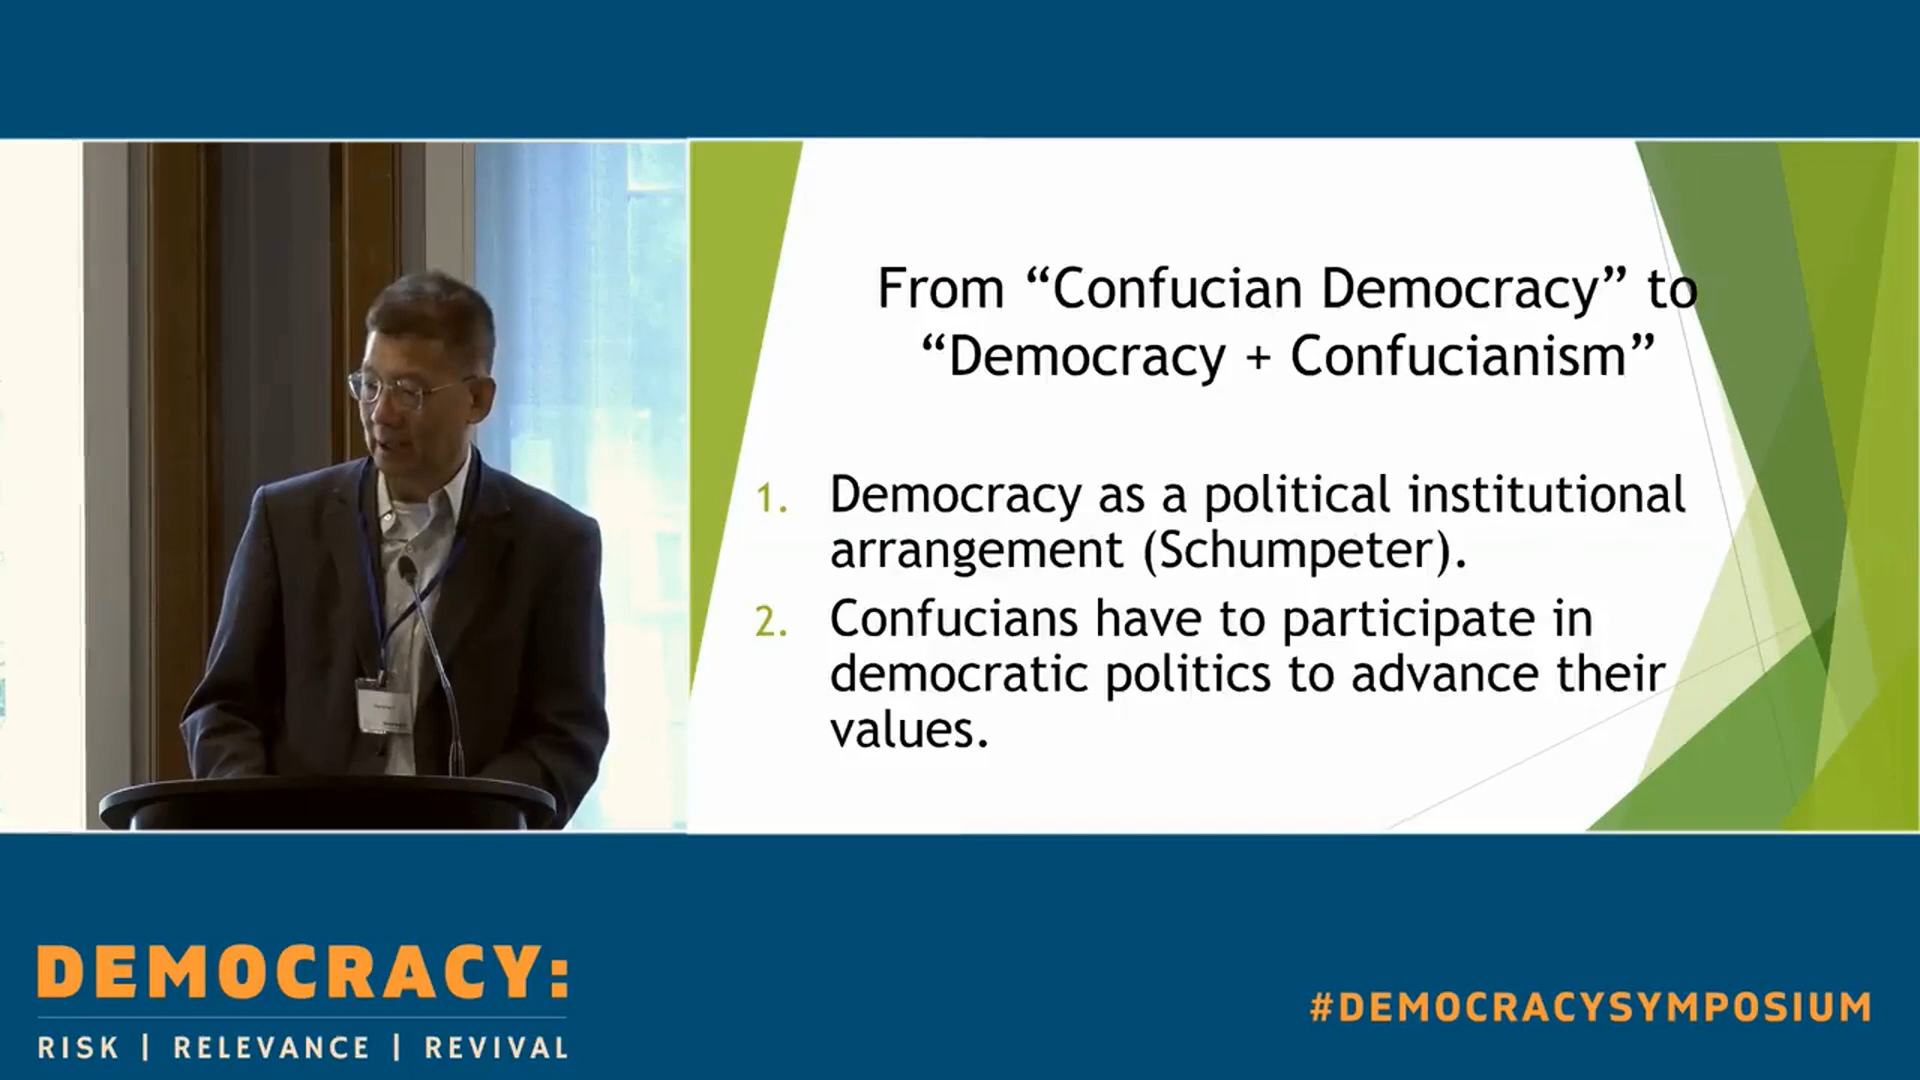 From “Confucian Democracy” to
“Democracy + Confucianism”
1. Democracy as a political institutional
arrangement (Schumpeter).
2. Confucians have to participate in
democratic politics to advance their
values.
DEMOCRACY:
RISK | RELEVANCE | REVIVAL
#DEMOCRACYSYMPOSIUM